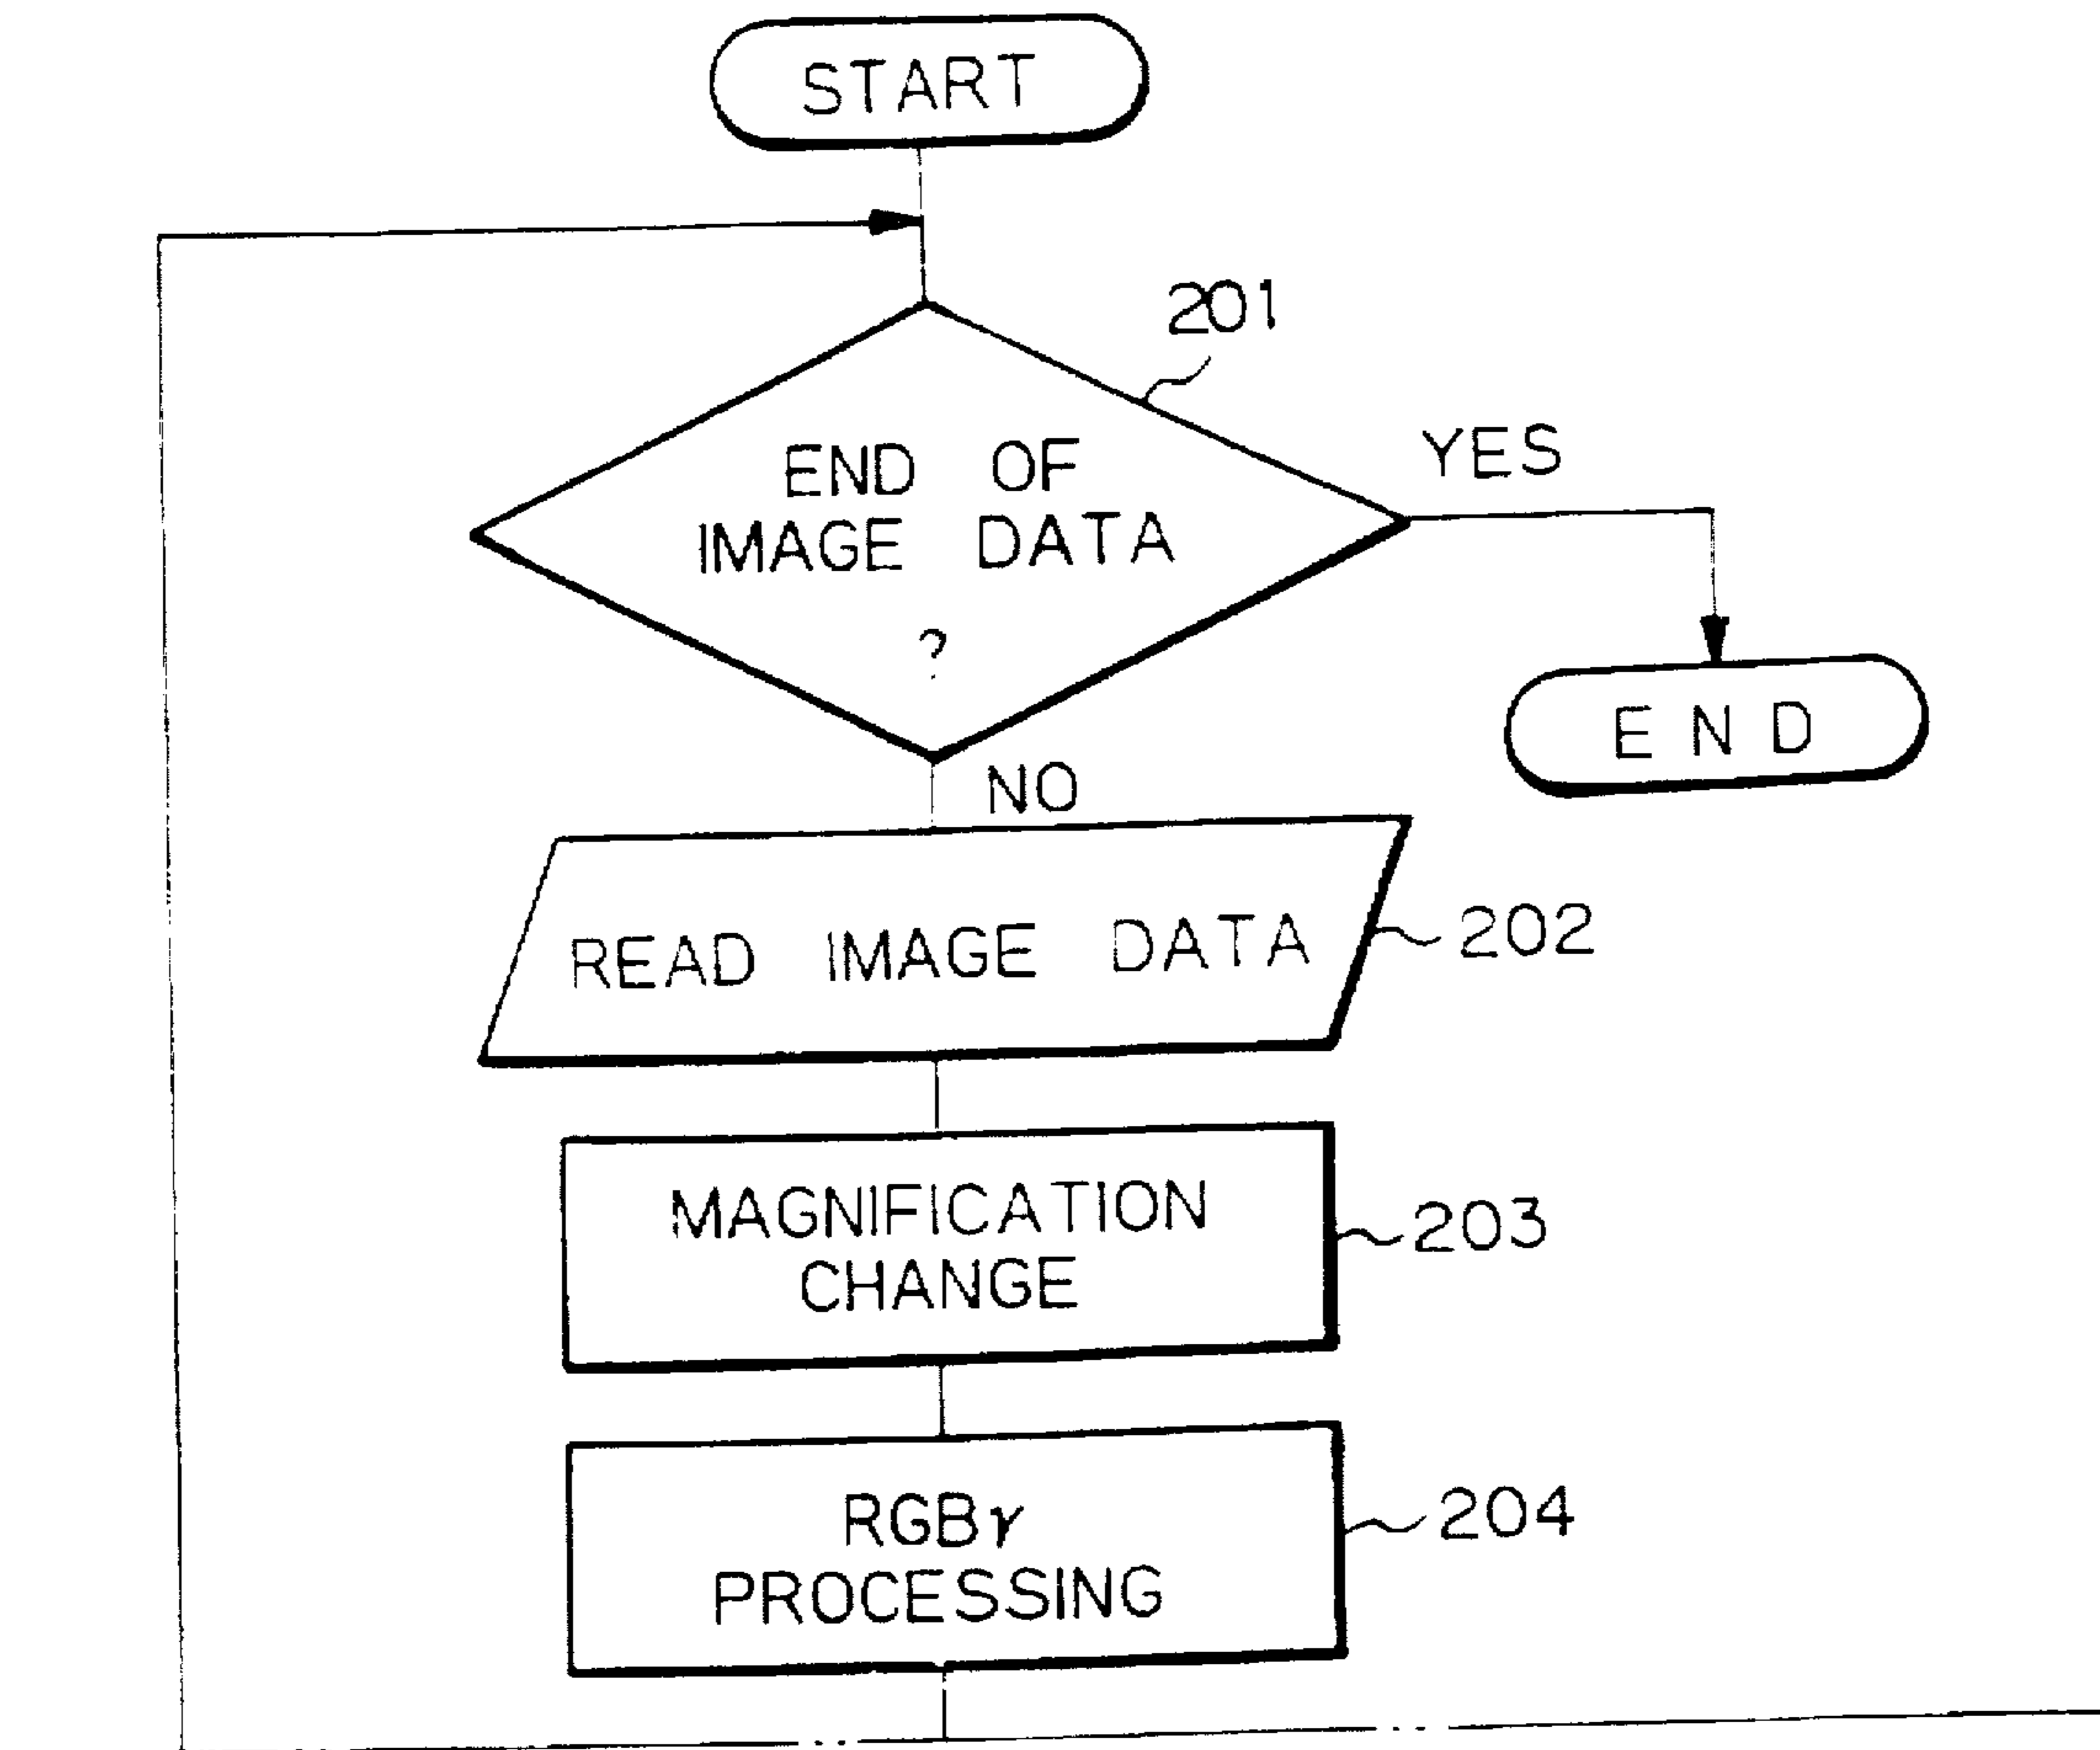 START
201
END OF
IMAGE DATA
?
YES
END
NO
READ IMAGE DATA
202
MAGNIFICATION
CHANGE
203
RGBγ
PROCESSING
204